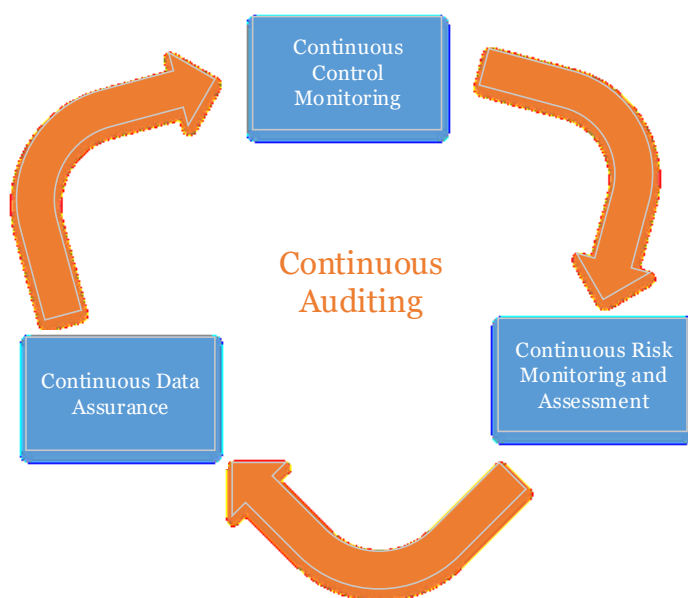 Continuous
Control
Monitoring
Continuous
Auditing
Continuous Risk
Monitoring and
Assessment
Continuous Data
Assurance